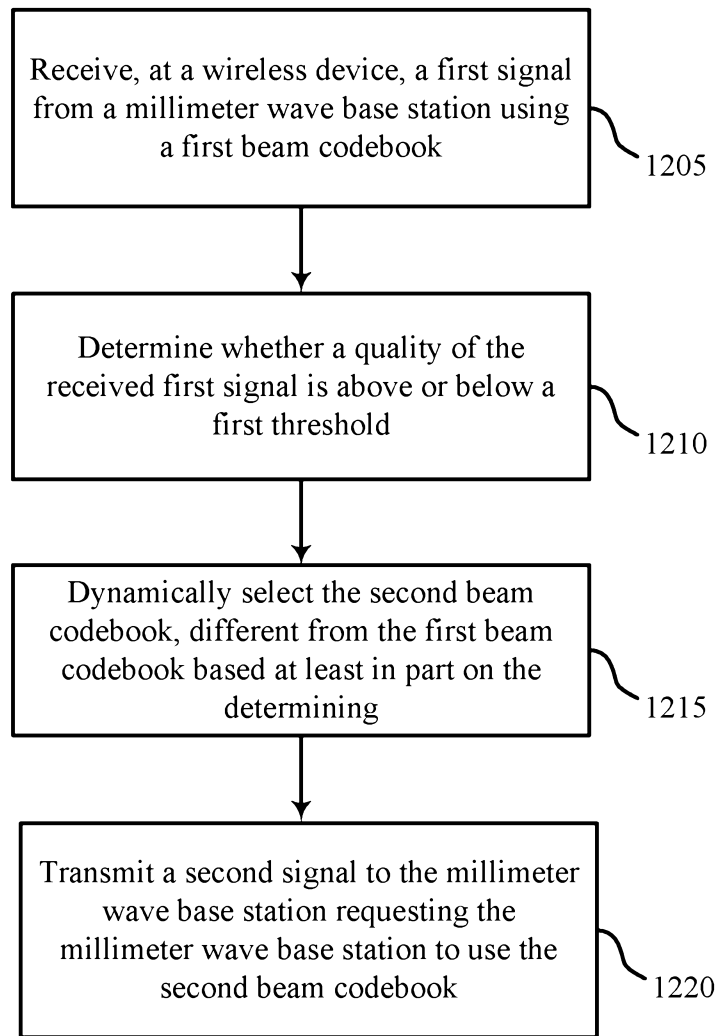 Receive, at a wireless device, a first signal
from a millimeter wave base station using
a first beam codebook
1205
Determine whether a quality of the
received first signal is above or below a
first threshold
1210
Dynamically select the second beam
codebook, different from the first beam
codebook based at least in part on the
determining
1215
Transmit a second signal to the millimeter
wave base station requesting the
millimeter wave base station to use the
second beam codebook
1220